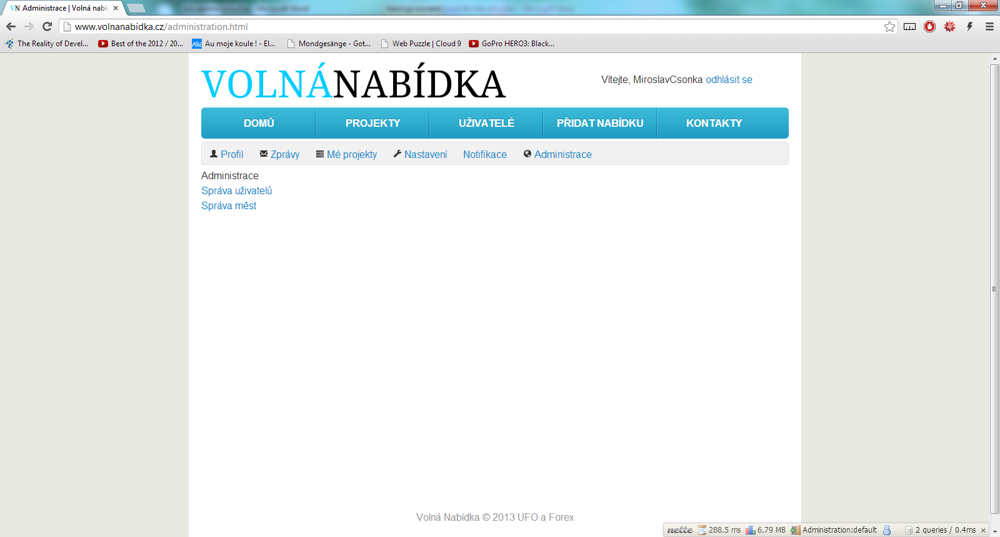 VN Administrace | Volná nabí
www.volnanabidka.cz/administration.html
The Reality of Devel... Best of the 2012 / 20... Au moje koule ! - El... Mondgesänge - Got... Web Puzzle | Cloud 9 GoPro HERO3: Black...
VOLNÁNABÍDKA
Vítejte, MiroslavCsonka odhlásit se
DOMŮ PROJEKTY UŽIVATELÉ PŘIDAT NABÍDKU KONTAKTY
Profil Zprávy Mé projekty Nastavení Notifikace Administrace
Administrace
Správa uživatelů
Správa měst
Volná Nabídka © 2013 UFO a Forex
nette 288.5 ms 6.79 MB Administration:default 2 queries / 0.4ms ×